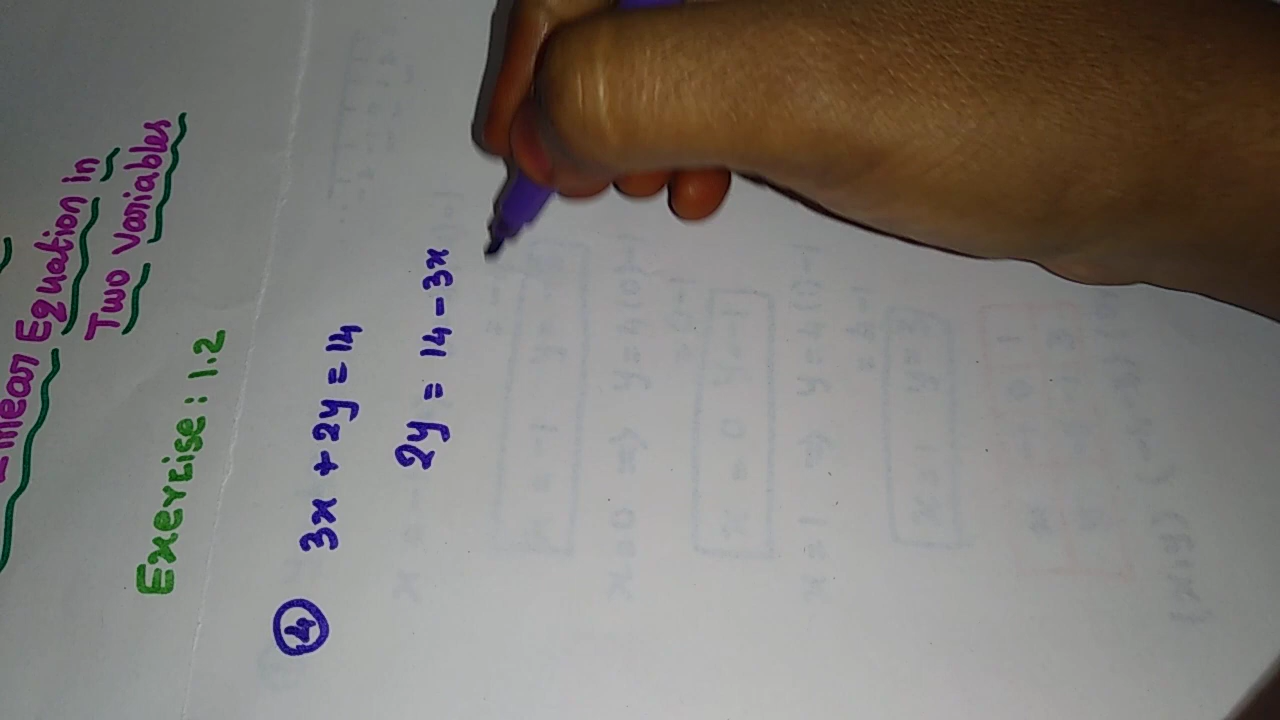 Linear Equation in
Two Variables
Exercise: 1.2
4 3x + 2y = 14
2y = 14 - 3x